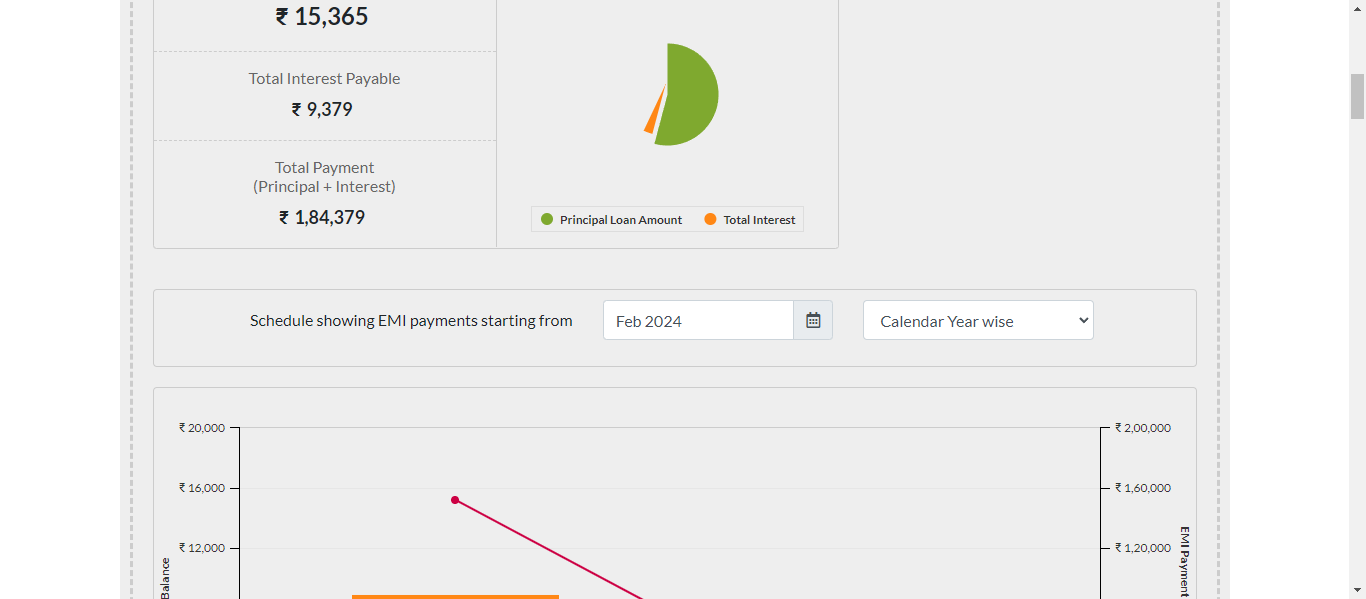 ₹ 15,365
Total Interest Payable
₹ 9,379
Total Payment
(Principal + Interest)
₹ 1,84,379
Principal Loan Amount
Total Interest
Schedule showing EMI payments starting from
Feb 2024
Calendar Year wise
₹ 20,000
₹ 16,000
₹ 12,000
Balance
₹ 2,00,000
₹ 1,60,000
₹ 1,20,000
EMI Payment